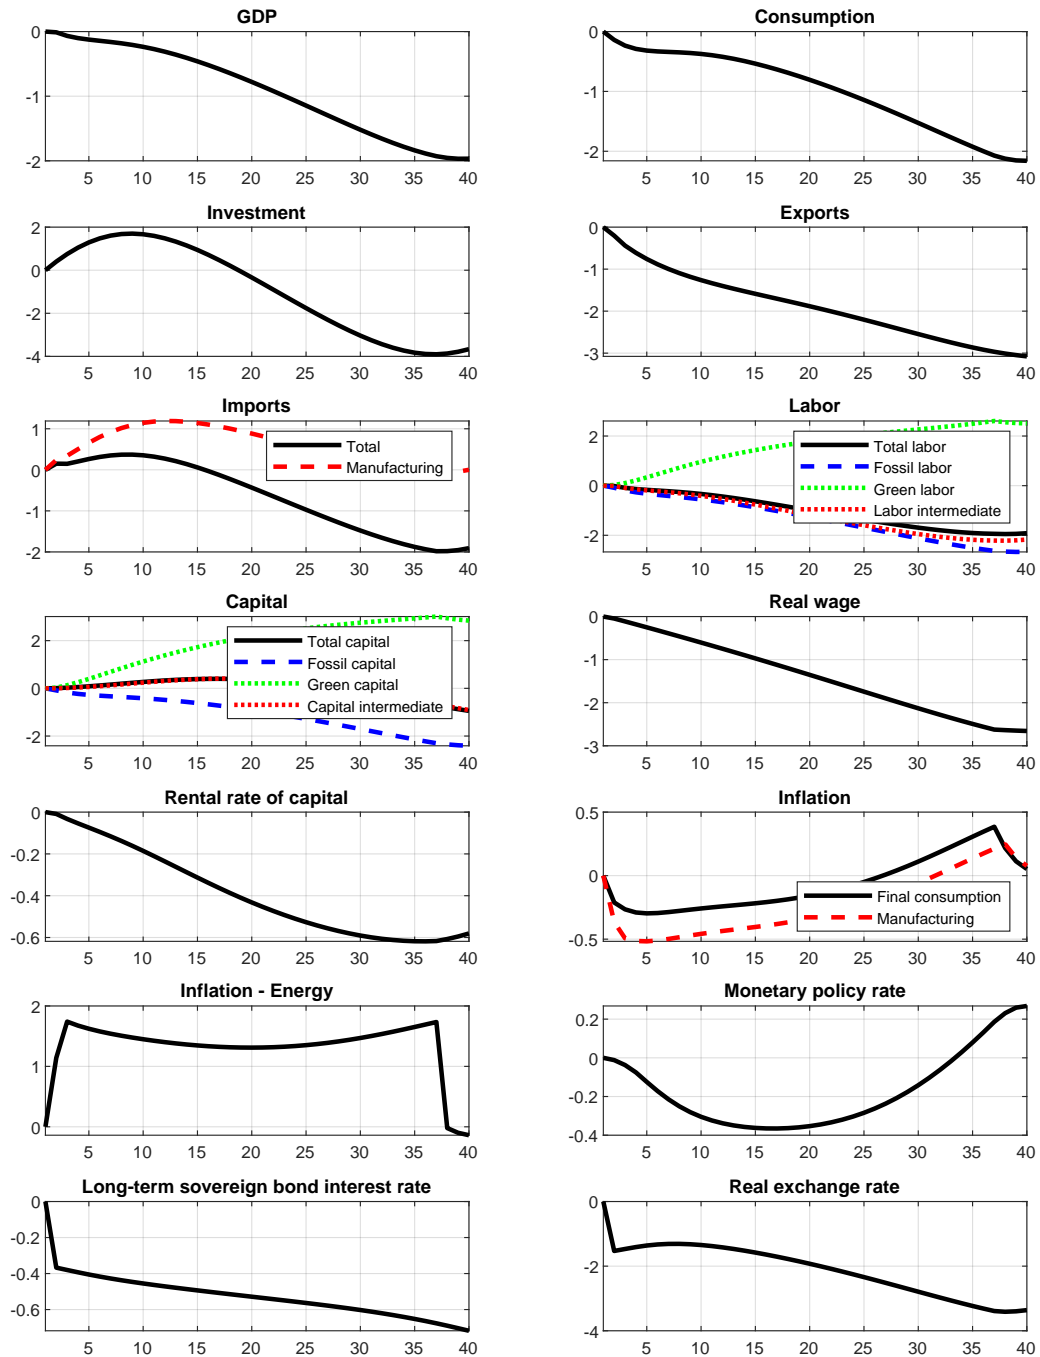 GDP
0
-1
-2
5 10 15 20 25 30 35 40
Consumption
0
-1
-2
5 10 15 20 25 30 35 40
Investment
2
0
-2
-4
5 10 15 20 25 30 35 40
Exports
0
-1
-2
-3
5 10 15 20 25 30 35 40
Imports
1
0
-1
-2
Total
Manufacturing
5 10 15 20 25 30 35 40
Labor
2
0
-2
Total labor
Fossil labor
Green labor
Labor intermediate
5 10 15 20 25 30 35 40
Capital
2
0
-2
Total capital
Fossil capital
Green capital
Capital intermediate
5 10 15 20 25 30 35 40
Real wage
0
-1
-2
-3
5 10 15 20 25 30 35 40
Rental rate of capital
0
-0.2
-0.4
-0.6
5 10 15 20 25 30 35 40
Inflation
0.5
0
-0.5
Final consumption
Manufacturing
5 10 15 20 25 30 35 40
Inflation - Energy
2
1
0
5 10 15 20 25 30 35 40
Monetary policy rate
0.2
0
-0.2
-0.4
5 10 15 20 25 30 35 40
Long-term sovereign bond interest rate
0
-0.2
-0.4
-0.6
5 10 15 20 25 30 35 40
Real exchange rate
0
-2
-4
5 10 15 20 25 30 35 40